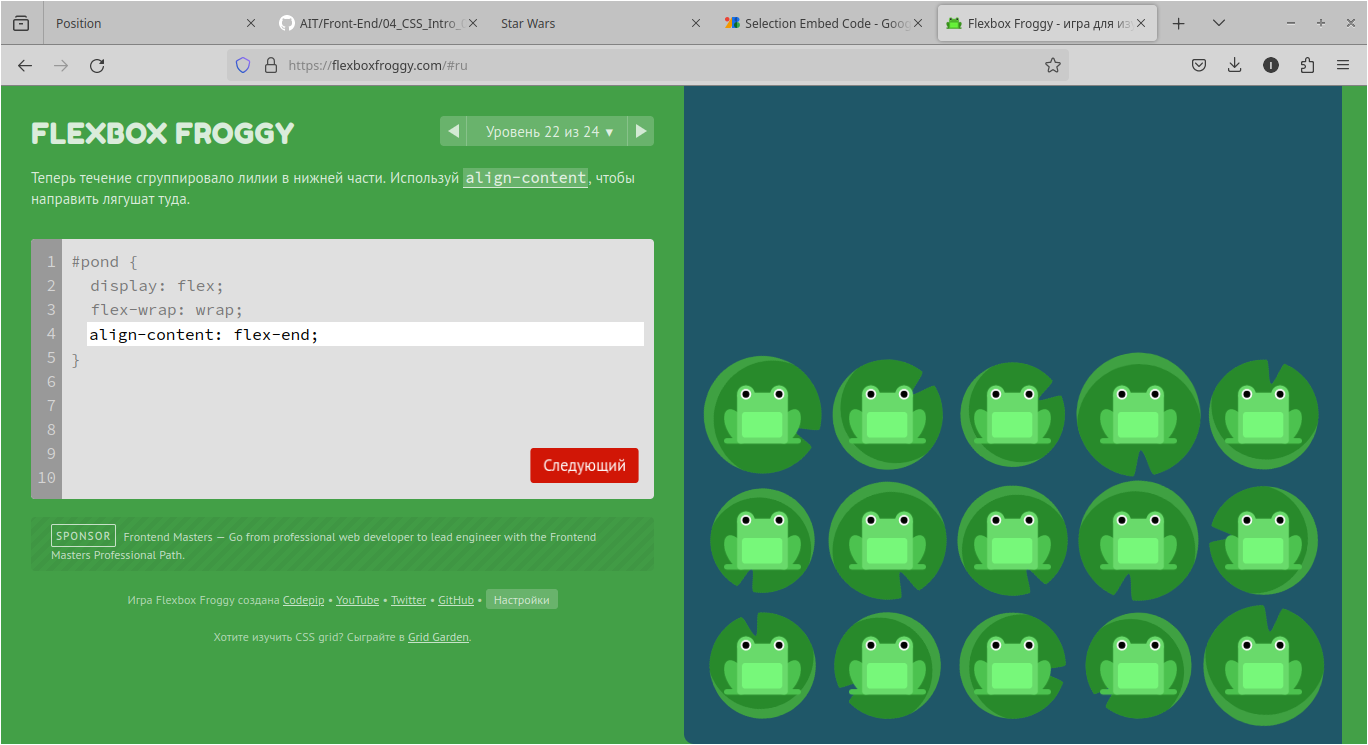 Position
AIT/Front-End/04_CSS_Intro_
Star Wars
Selection Embed Code - Goog
Flexbox Froggy - игра для из
https://flexboxfroggy.com/#ru
FLEXBOX FROGGY
Уровень 22 из 24 ▼
Теперь течение сгруппировало лилии в нижней части. Используй align-content, чтобы
направить лягушат туда.
1 #pond {
2 display: flex;
3 flex-wrap: wrap;
4 align-content: flex-end;
5 }
6
7
8
9
10
Следующий
SPONSOR Frontend Masters — Go from professional web developer to lead engineer with the Frontend
Masters Professional Path.
Игра Flexbox Froggy создана Codepip • YouTube • Twitter • GitHub • Настройки
Хотите изучить CSS grid? Сыграйте в Grid Garden.